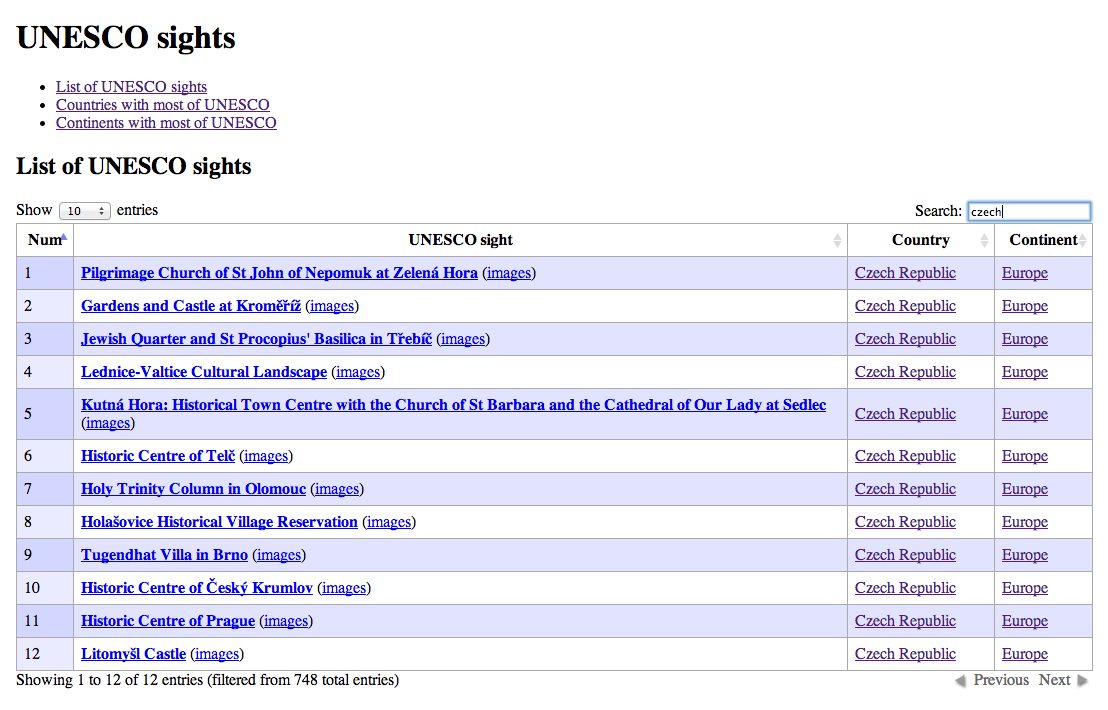 UNESCO sights
List of UNESCO sights
Countries with most of UNESCO
Continents with most of UNESCO
List of UNESCO sights
Show 10 entries Search: czech
Num UNESCO sight Country Continent
1 Pilgrimage Church of St John of Nepomuk at Zelená Hora (images) Czech Republic Europe
2 Gardens and Castle at Kroměříž (images) Czech Republic Europe
3 Jewish Quarter and St Procopius' Basilica in Třebíč (images) Czech Republic Europe
4 Lednice-Valtice Cultural Landscape (images) Czech Republic Europe
5 Kutná Hora: Historical Town Centre with the Church of St Barbara and the Cathedral of Our Lady at Sedlec
(images) Czech Republic Europe
6 Historic Centre of Telč (images) Czech Republic Europe
7 Holy Trinity Column in Olomouc (images) Czech Republic Europe
8 Holašovice Historical Village Reservation (images) Czech Republic Europe
9 Tugendhat Villa in Brno (images) Czech Republic Europe
10 Historic Centre of Český Krumlov (images) Czech Republic Europe
11 Historic Centre of Prague (images) Czech Republic Europe
12 Litomyšl Castle (images) Czech Republic Europe
Showing 1 to 12 of 12 entries (filtered from 748 total entries) Previous Next